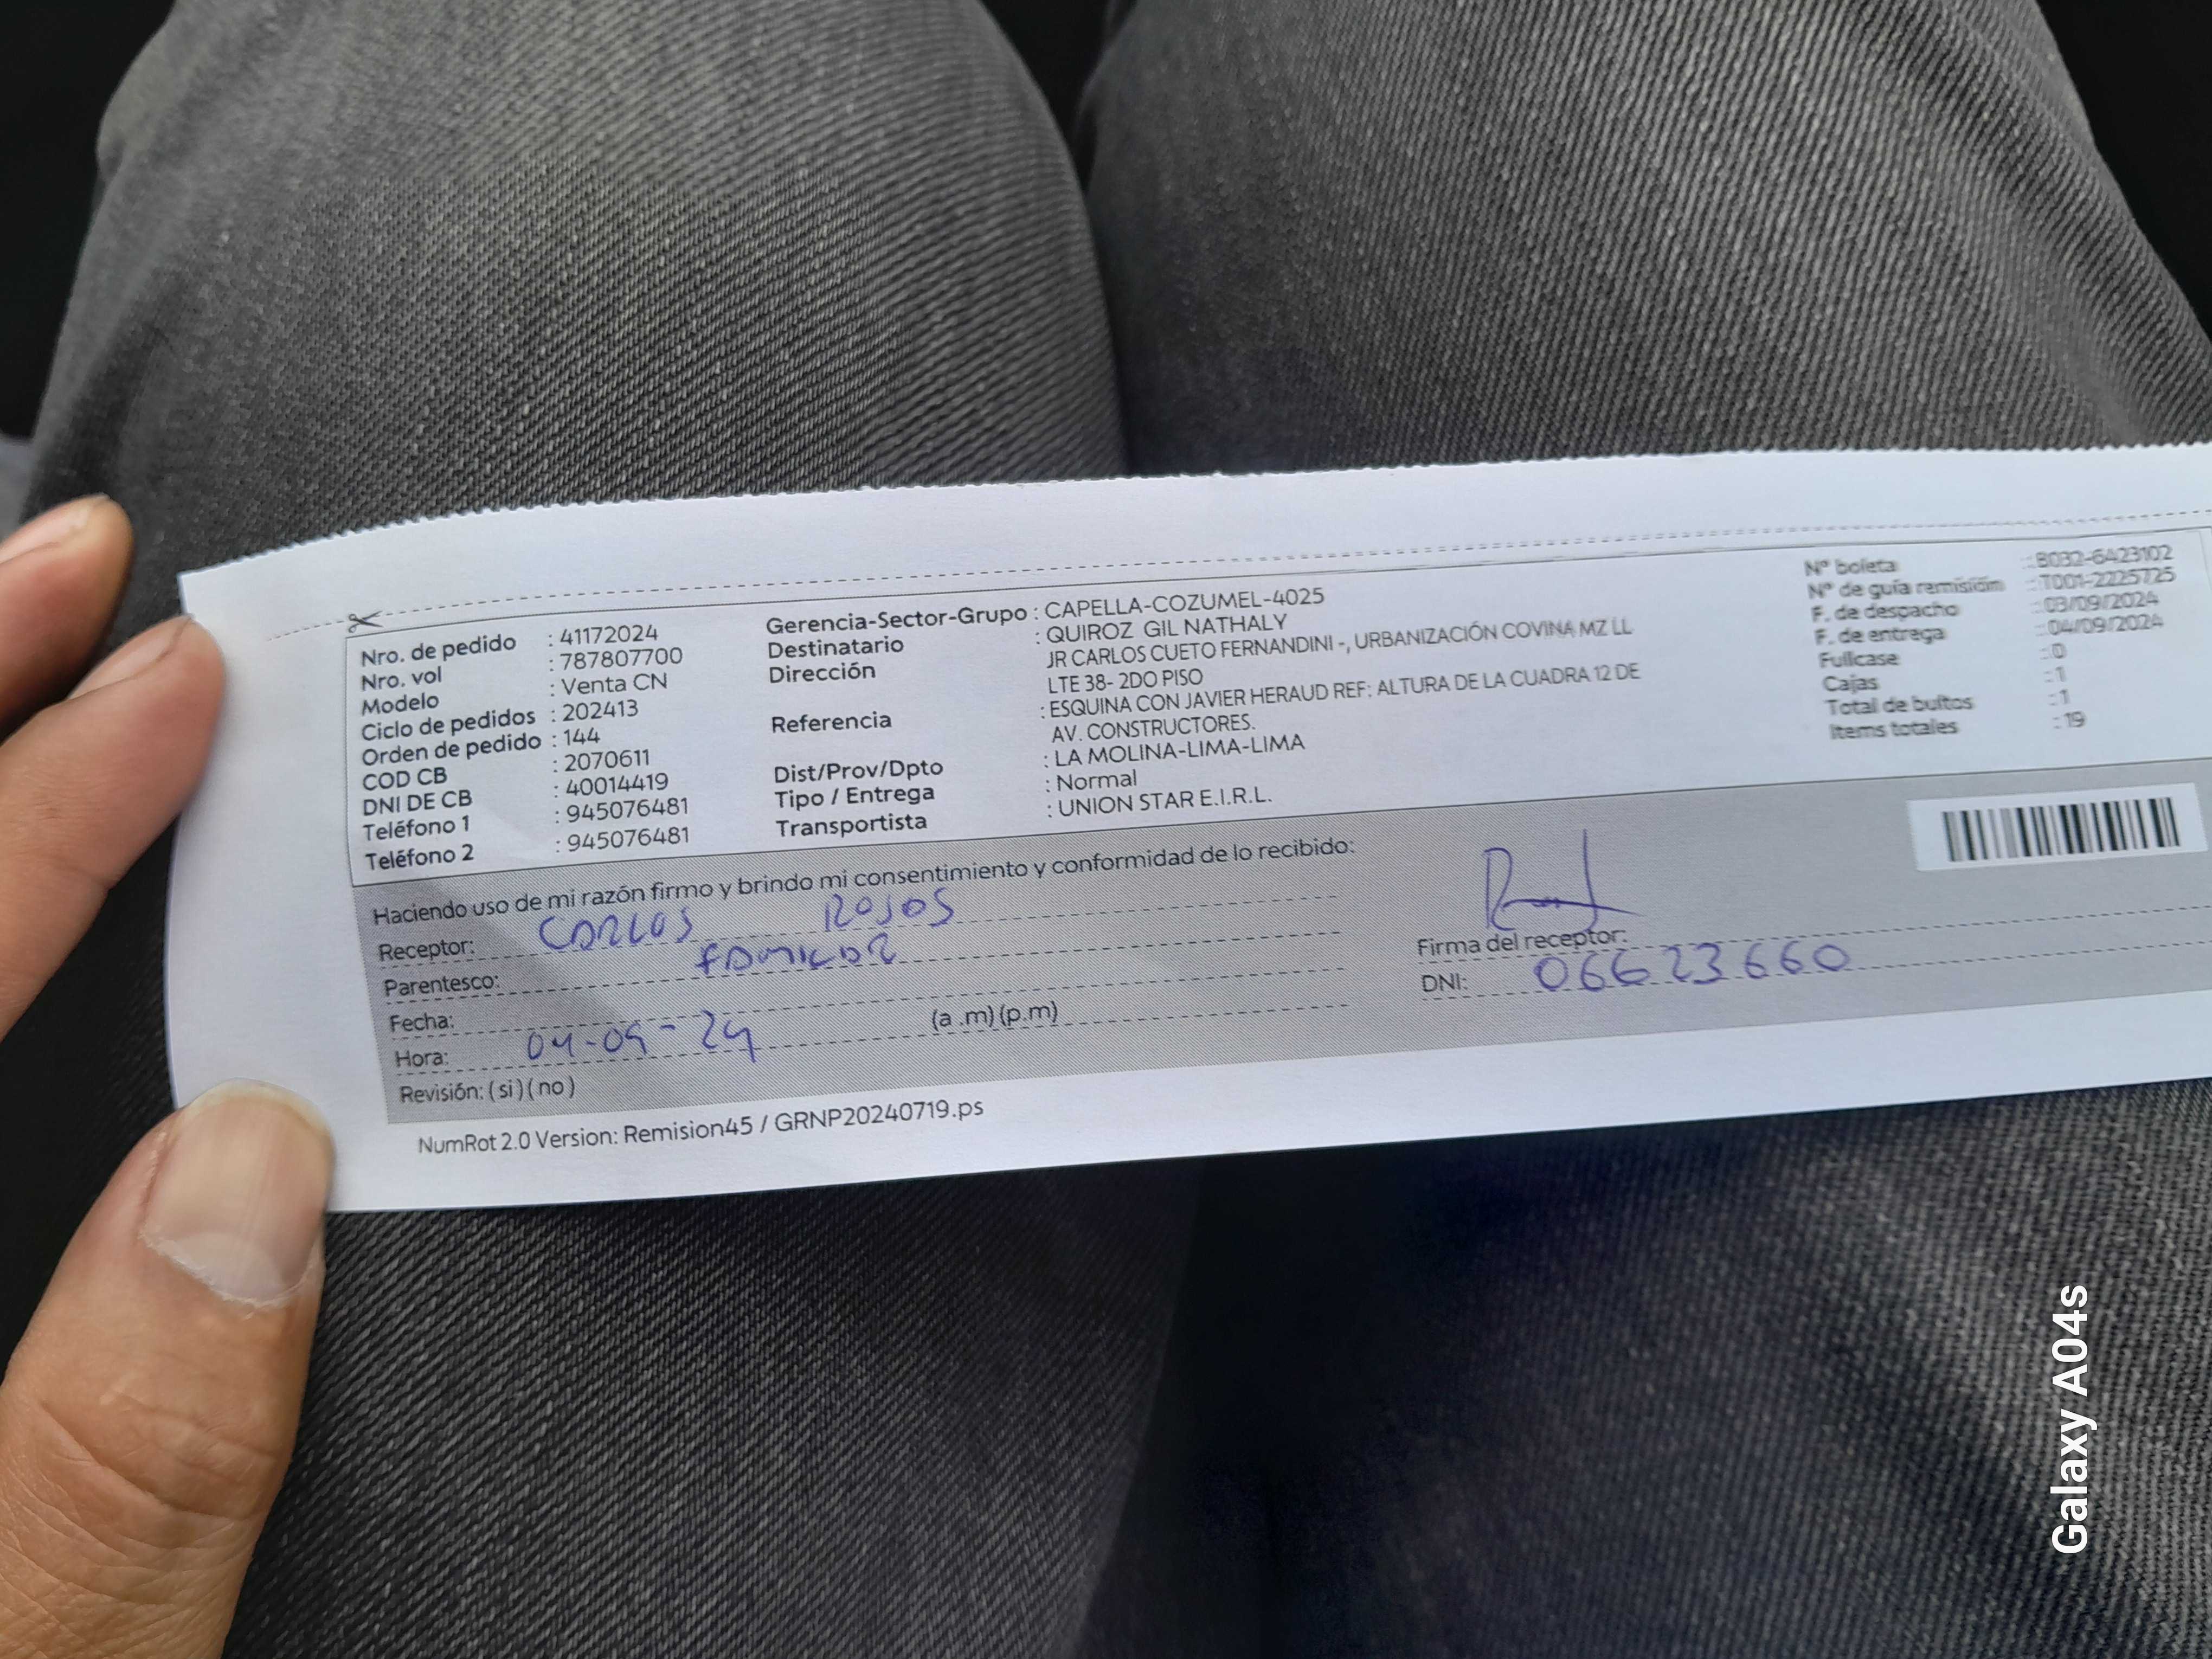 Nro. de pedido : 41172024
Nro. vol : 787807700
Modelo : Venta CN
Ciclo de pedidos : 202413
Orden de pedido : 144
COD CB : 2070611
DNI DE CB : 40014419
Teléfono 1 : 945076481
Teléfono 2 : 945076481
Gerencia-Sector-Grupo : CAPELLA-COZUMEL-4025
Destinatario : QUIROZ GIL NATHALY
Dirección JR CARLOS CUETO FERNANDINI -, URBANIZACIÓN COVINA MZ LL
LTE 38- 2DO PISO
Referencia : ESQUINA CON JAVIER HERAUD REF: ALTURA DE LA CUADRA 12 DE
AV. CONSTRUCTORES.
Dist/Prov/Dpto : LA MOLINA-LIMA-LIMA
Tipo / Entrega : Normal
Transportista : UNION STAR E.I.R.L.
N° boleta : B032-6423102
N° de guía remisión : T001-2225725
F. de despacho : 03/09/2024
F. de entrega : 04/09/2024
Fullcase : 0
Cajas : 1
Total de bultos : 1
Items totales : 19
Haciendo uso de mi razón firmo y brindo mi consentimiento y conformidad de lo recibido:
Receptor: CARLOS ROJOS
Parentesco: FAMILIAR
Fecha:
Hora: 04-09-24 (a .m) (p.m)
Revisión: ( si ) ( no )
Firma del receptor:
DNI: 06623660
NumRot 2.0 Version: Remision45 / GRNP20240719.ps
Galaxy A04s